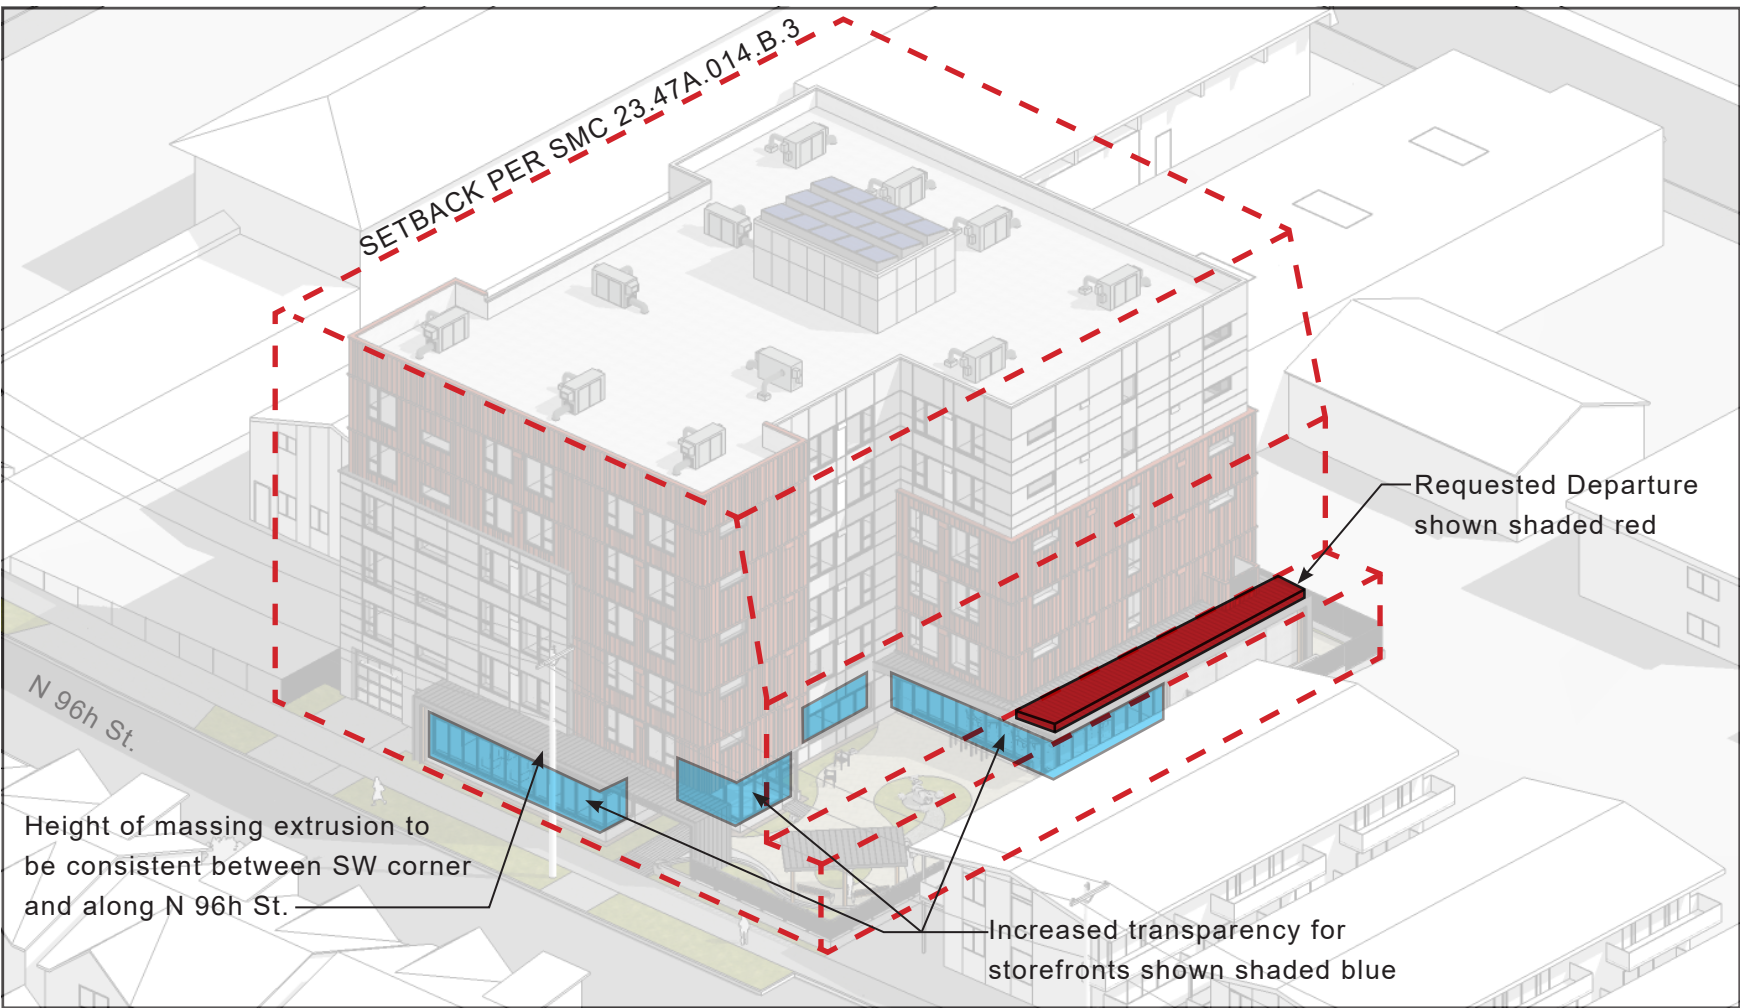 SETBACK PER SMC 23.47A.014.B.3
Requested Departure
shown shaded red
N 96h St.
Height of massing extrusion to
be consistent between SW corner
and along N 96h St.
Increased transparency for
storefronts shown shaded blue